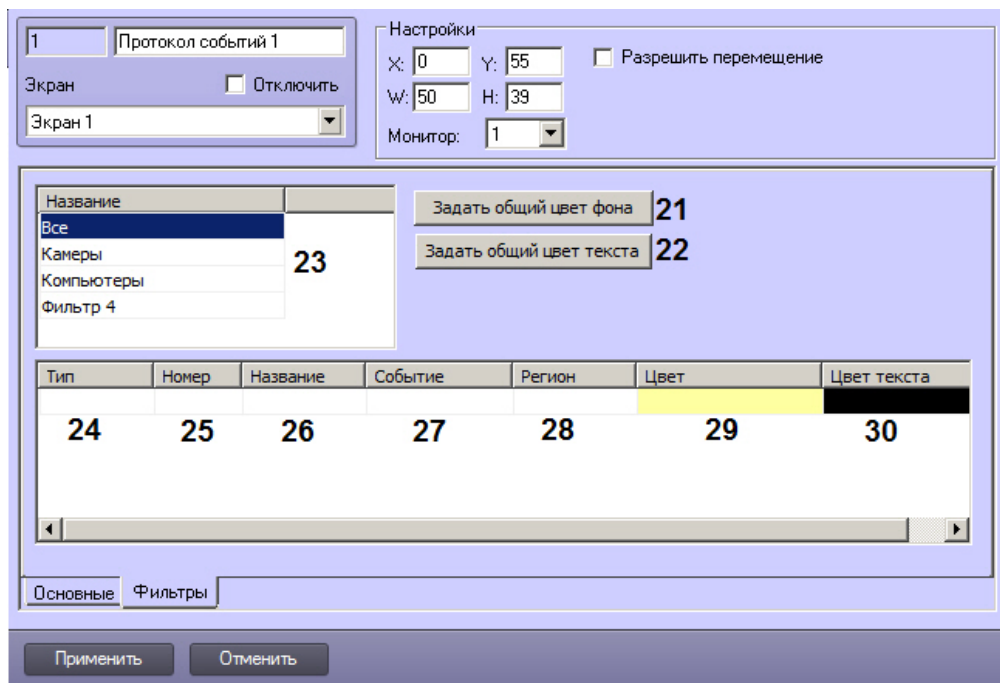 1 Протокол событий 1
Экран Отключить
Экран 1
Настройки
X: 0 Y: 55 Разрешить перемещение
W: 50 H: 39
Монитор: 1
Название
Все
Камеры
Компьютеры
Фильтр 4
23
Задать общий цвет фона 21
Задать общий цвет текста 22
Тип Номер Название Событие Регион Цвет Цвет текста
24 25 26 27 28 29 30
Основные Фильтры
Применить Отменить